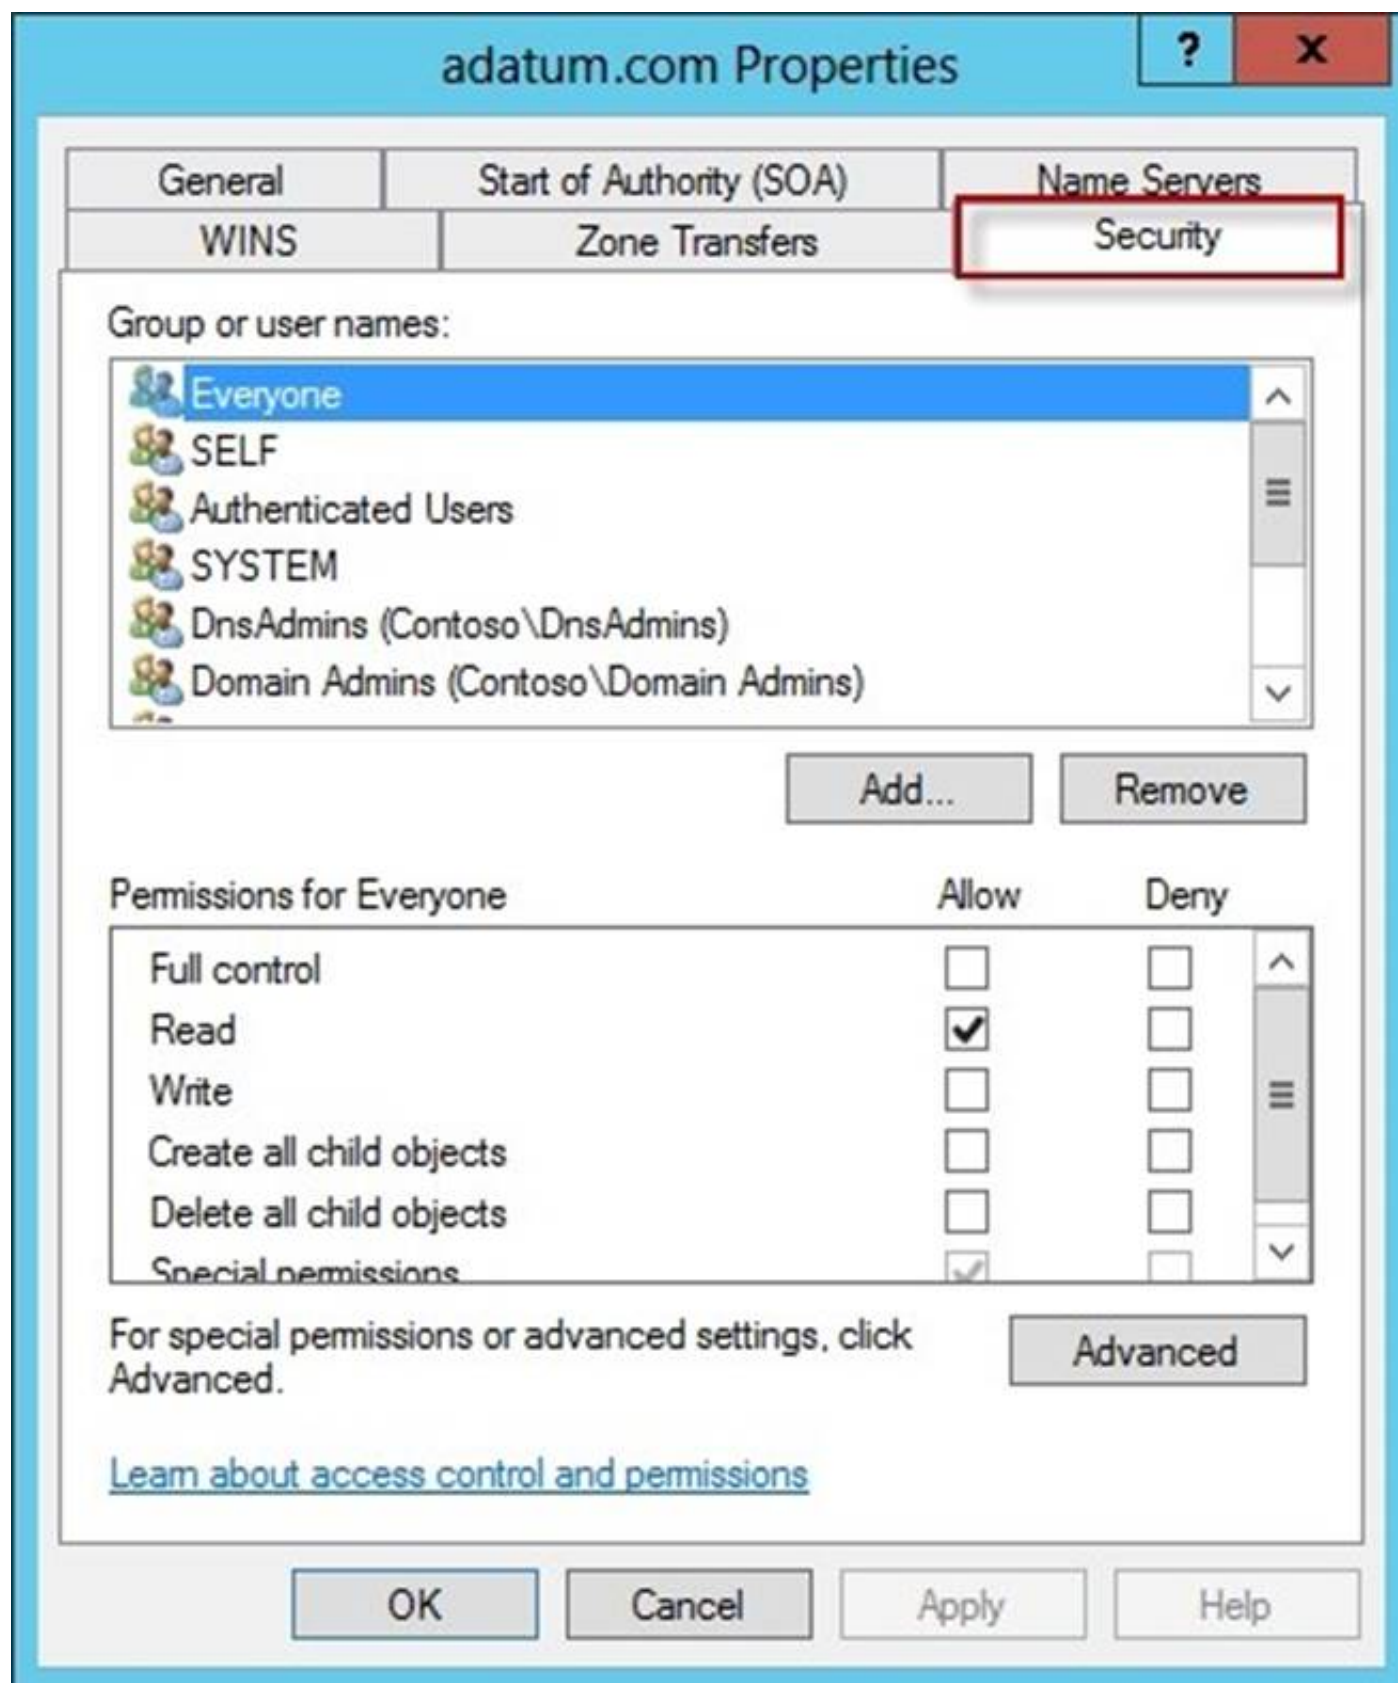 adatum.com Properties
?
x
General
Start of Authority (SOA)
Name Servers
WINS
Zone Transfers
Security
Group or user names:
Everyone
SELF
Authenticated Users
SYSTEM
DnsAdmins (Contoso\DnsAdmins)
Domain Admins (Contoso\Domain Admins)
Add...
Remove
Permissions for Everyone
Allow
Deny
Full control
Read
Write
Create all child objects
Delete all child objects
Special permissions
For special permissions or advanced settings, click
Advanced.
Advanced
Learn about access control and permissions
OK
Cancel
Apply
Help